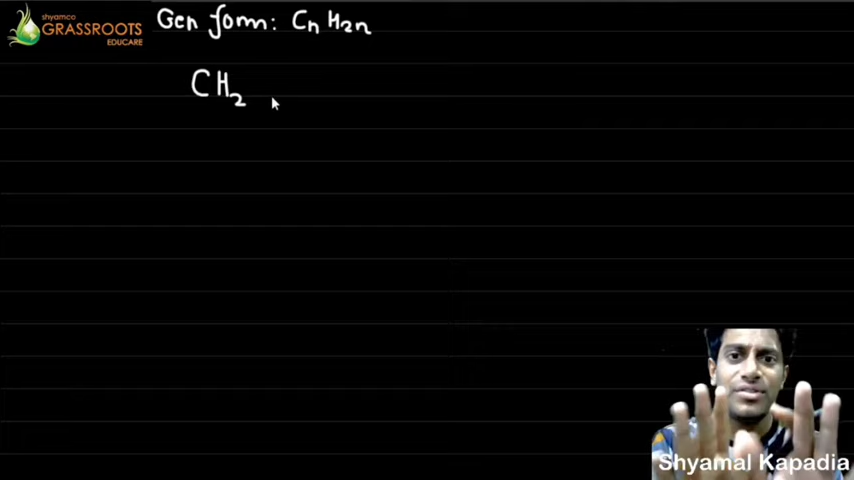 shyamco
GRASSROOTS
EDUCARE
Gen form: CnH2n
CH2
Shyamal Kapadia